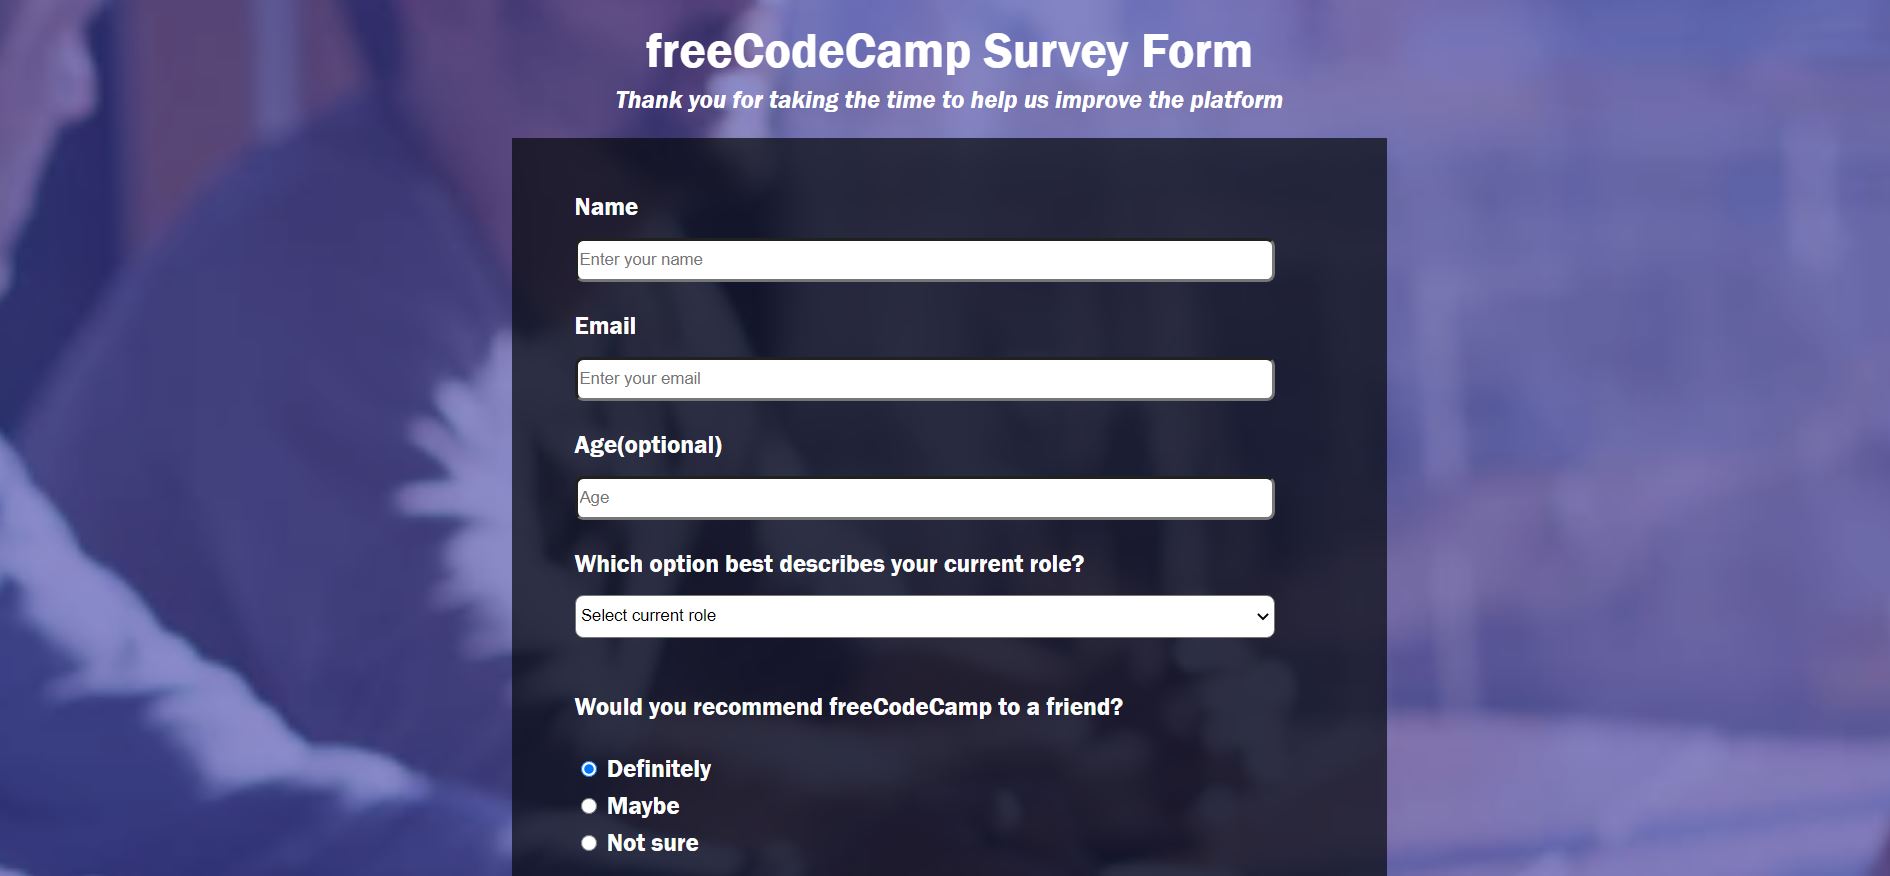 freeCodeCamp Survey Form
Thank you for taking the time to help us improve the platform
Name
Enter your name
Email
Enter your email
Age(optional)
Age
Which option best describes your current role?
Select current role
Would you recommend freeCodeCamp to a friend?
Definitely
Maybe
Not sure